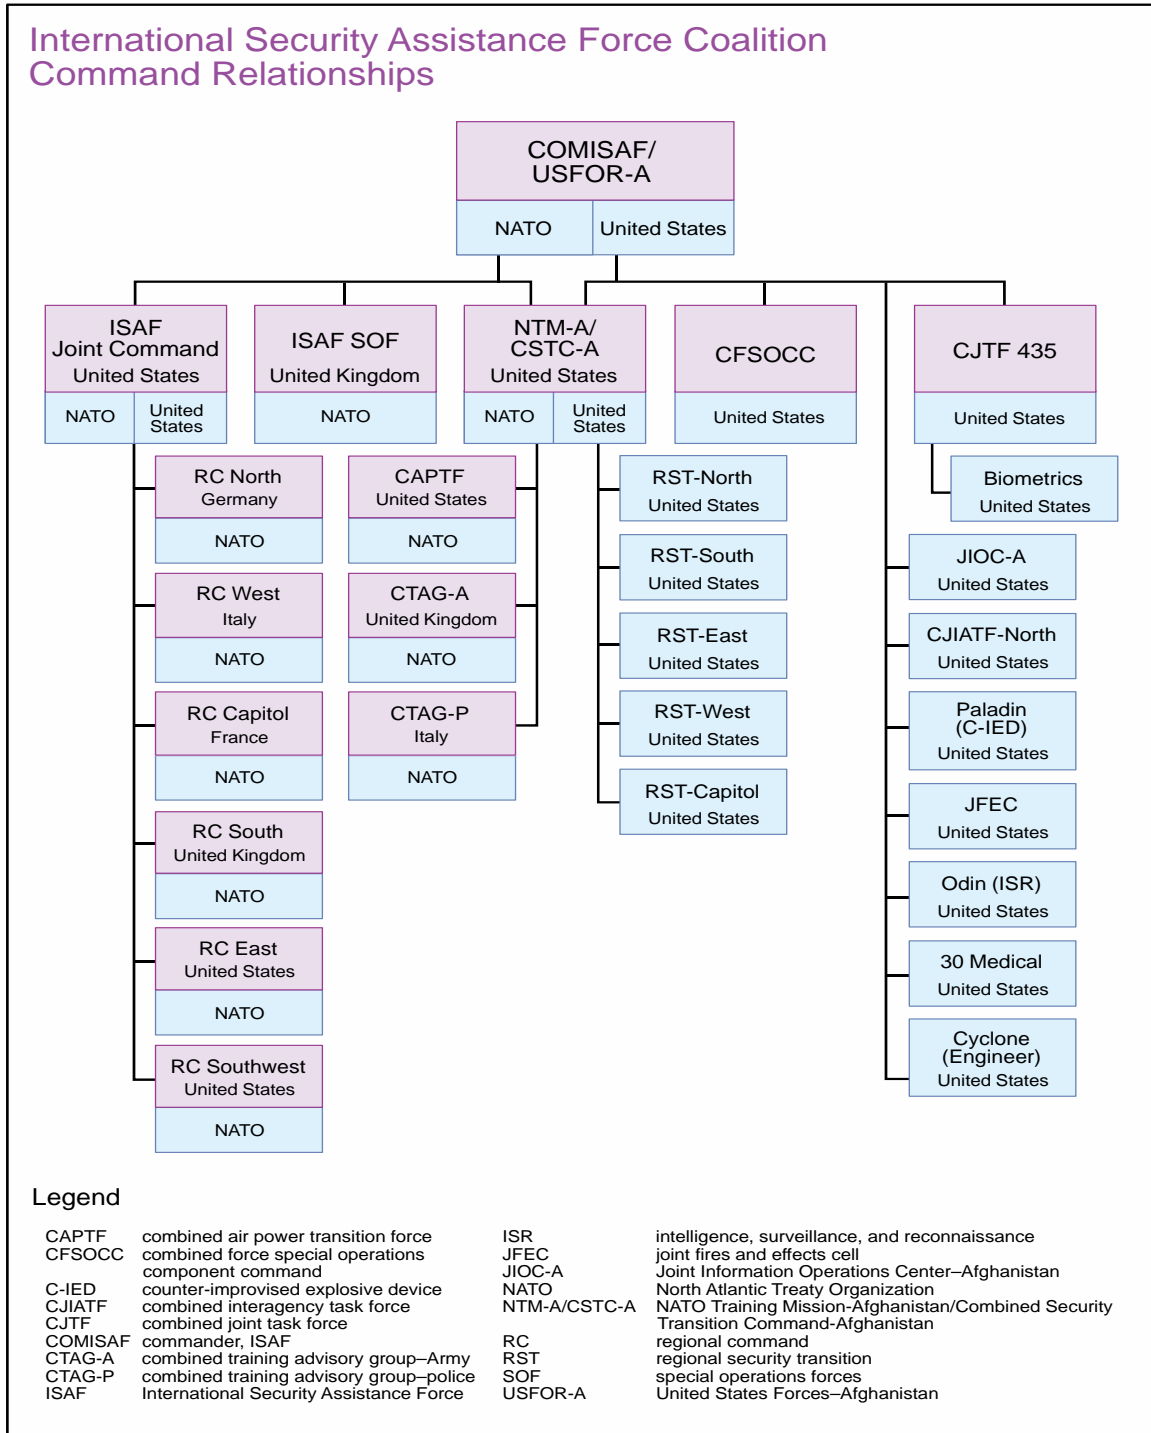 International Security Assistance Force Coalition
Command Relationships
COMISAF/
USFOR-A
NATO
United States
ISAF
Joint Command
United States
NATO
United
States
ISAF SOF
United Kingdom
NATO
NTM-A/
CSTC-A
United States
NATO
United
States
CFSOCC
United States
CJTF 435
United States
RC North
Germany
NATO
RC West
Italy
NATO
RC Capitol
France
NATO
RC South
United Kingdom
NATO
RC East
United States
NATO
RC Southwest
United States
NATO
CAPTF
United States
NATO
CTAG-A
United Kingdom
NATO
CTAG-P
Italy
NATO
RST-North
United States
RST-South
United States
RST-East
United States
RST-West
United States
RST-Capitol
United States
Biometrics
United States
JIOC-A
United States
CJIATF-North
United States
Paladin
(C-IED)
United States
JFEC
United States
Odin (ISR)
United States
30 Medical
United States
Cyclone
(Engineer)
United States
Legend
CAPTF combined air power transition force
CFSOCC combined force special operations
component command
C-IED counter-improvised explosive device
CJIATF combined interagency task force
CJTF combined joint task force
COMISAF commander, ISAF
CTAG-A combined training advisory group–Army
CTAG-P combined training advisory group–police
ISAF International Security Assistance Force
ISR intelligence, surveillance, and reconnaissance
JFEC joint fires and effects cell
JIOC-A Joint Information Operations Center–Afghanistan
NATO North Atlantic Treaty Organization
NTM-A/CSTC-A NATO Training Mission-Afghanistan/Combined Security
Transition Command-Afghanistan
RC regional command
RST regional security transition
SOF special operations forces
USFOR-A United States Forces–Afghanistan